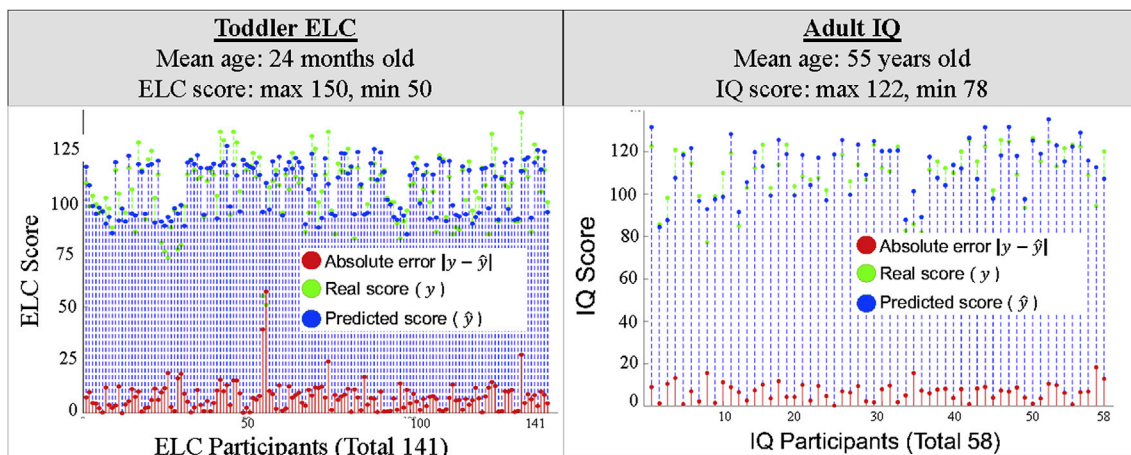 Toddler ELC
Mean age: 24 months old
ELC score: max 150, min 50
Adult IQ
Mean age: 55 years old
IQ score: max 122, min 78
ELC Score
125
100
75
50
25
0
Absolute error |y − ŷ|
Real score ( y )
Predicted score ( ŷ )
50
100
141
ELC Participants (Total 141)
IQ Score
120
100
80
60
40
20
0
Absolute error |y − ŷ|
Real score ( y )
Predicted score ( ŷ )
10
20
30
40
50
58
IQ Participants (Total 58)